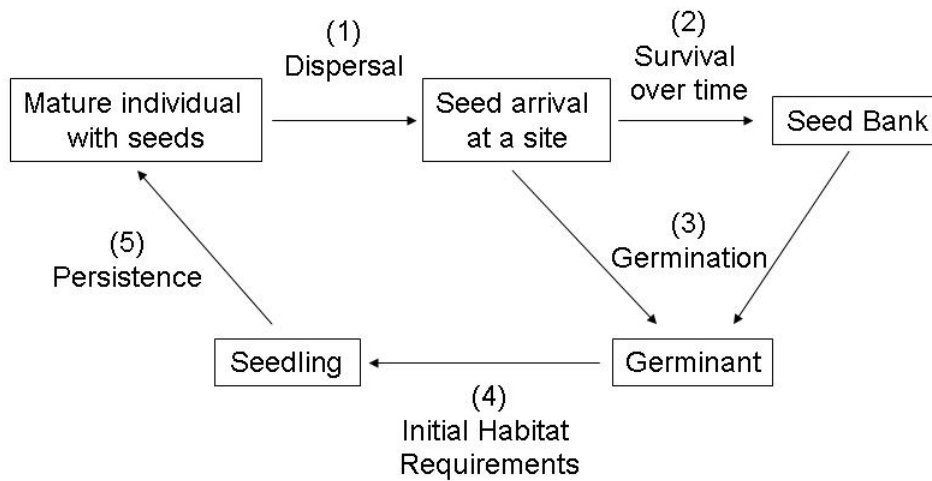 (1)
Dispersal
(2)
Survival
over time
Mature individual
with seeds
Seed arrival
at a site
Seed Bank
(3)
Germination
(5)
Persistence
Seedling
Germinant
(4)
Initial Habitat
Requirements